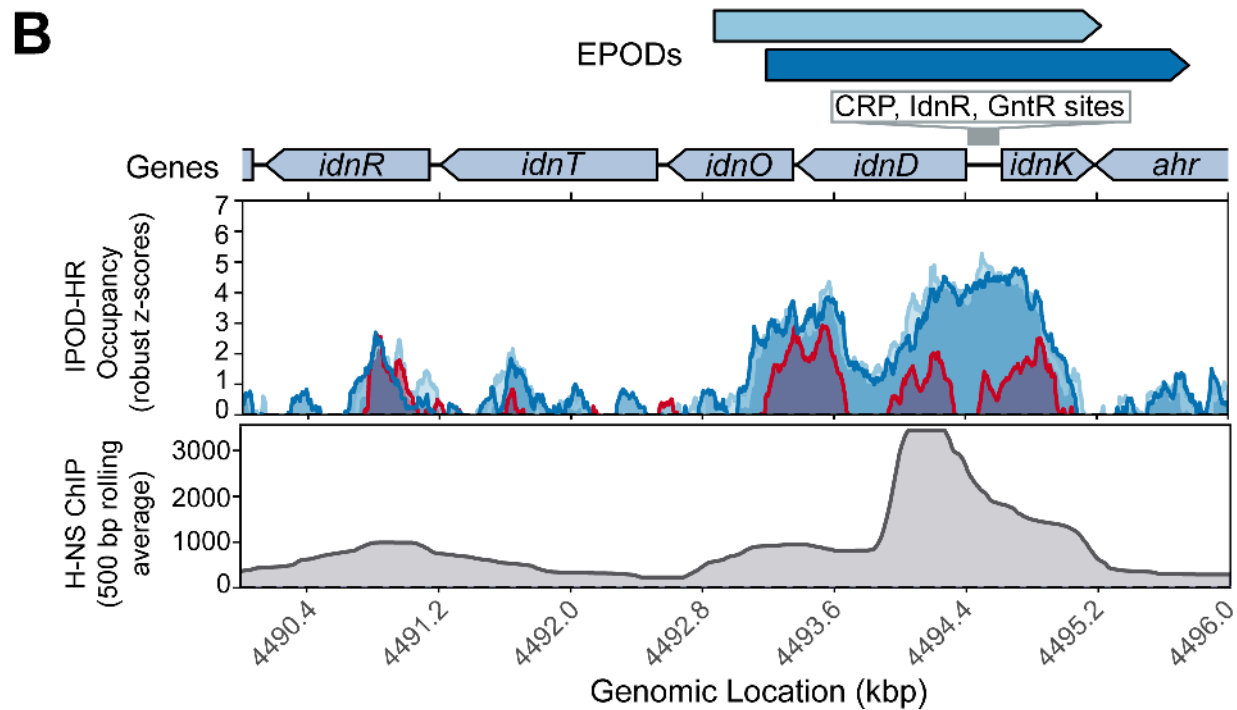 B
EPODs
CRP, IdnR, GntR sites
Genes
idnR
idnT
idnO
idnD
idnK
ahr
IPOD-HR
Occupancy
(robust z-scores)
7
6
5
4
3
2
1
0
H-NS ChIP
(500 bp rolling
average)
3000
2000
1000
0
4490.4
4491.2
4492.0
4492.8
4493.6
4494.4
4495.2
4496.0
Genomic Location (kbp)